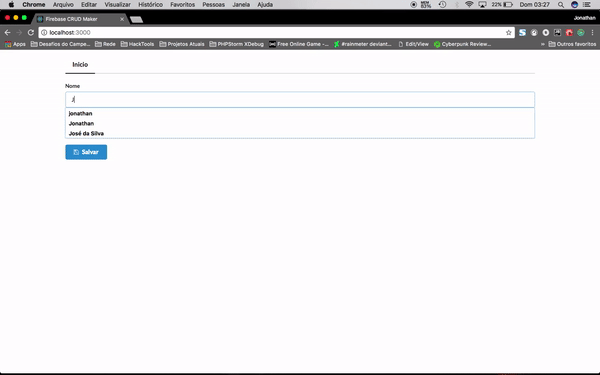 Chrome Arquivo Editar Visualizar Histórico Favoritos Pessoas Janela Ajuda 22% Dom 03:27
Firebase CRUD Maker Jonathan
localhost:3000
Apps Desafios do Campe... Rede HackTools Projetos Atuais PHPStorm XDebug Free Online Game -... #rainmeter deviant... Edit/View Cyberpunk Review... » Outros favoritos
Inicio
Nome
J
jonathan
Jonathan
José da Silva
Salvar